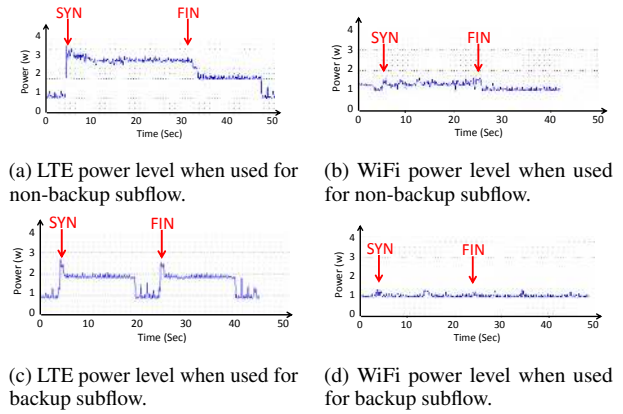 SYN FIN
4
3
2
1
0
Power (w)
0 10 20 30 40 50
Time (Sec)
SYN FIN
4
3
2
1
0
Power (w)
0 10 20 30 40 50
Time (Sec)
(a) LTE power level when used for
non-backup subflow.
(b) WiFi power level when used
for non-backup subflow.
SYN FIN
4
3
2
1
0
Power (w)
0 10 20 30 40 50
Time (Sec)
SYN FIN
4
3
2
1
0
Power (w)
0 10 20 30 40 50
Time (Sec)
(c) LTE power level when used for
backup subflow.
(d) WiFi power level when used
for backup subflow.